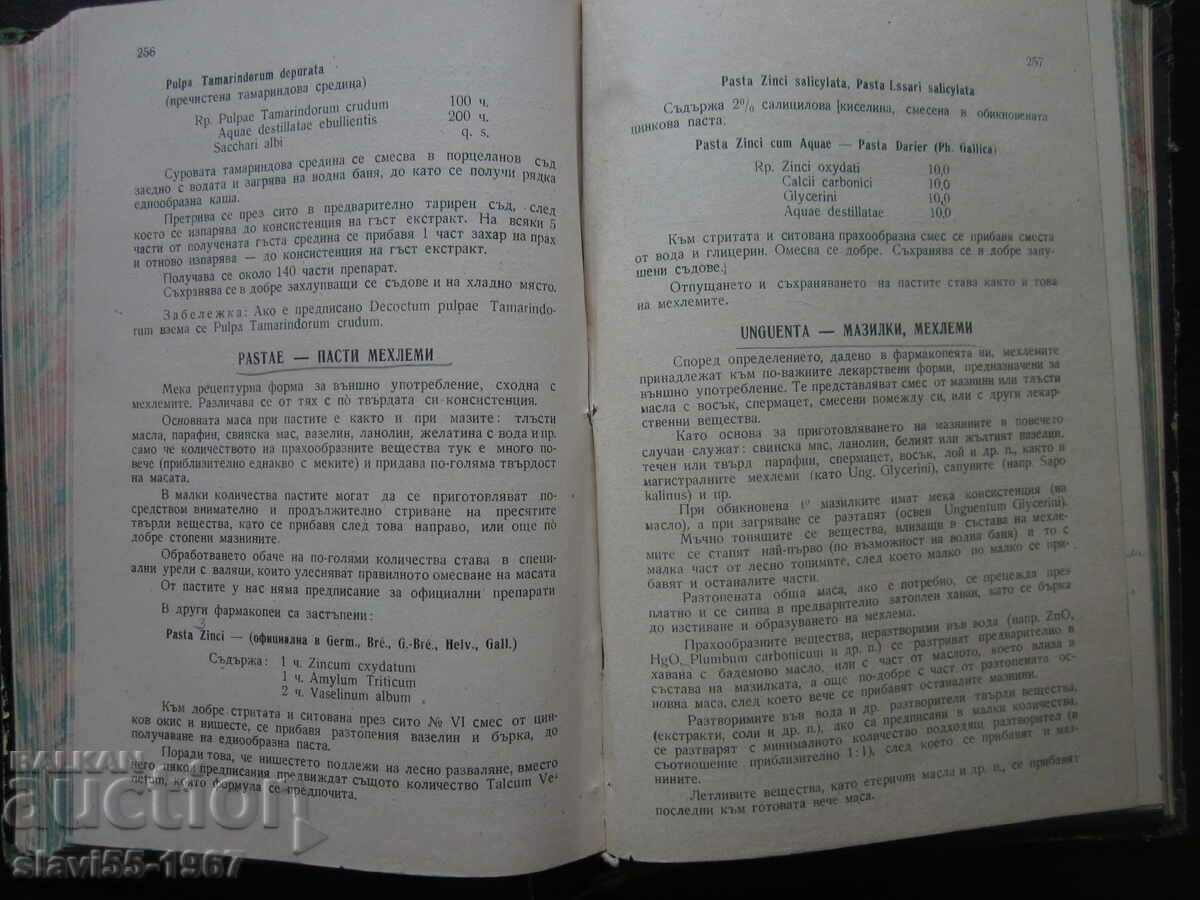 256
Pulpa Tamarindorum depurata
(пречистена тамариндова средица)
Rp. Pulpae Tamarindorum crudum 100 ч.
Aquae destillatae ebullientis 200 ч.
Sacchari albi q. s.
Суровата тамариндова средина се смесва в порцеланов съд
заедно с водата и загрява на водна баня, до като се получи рядка
еднообразна каша.
Претрива се през сито в предварително тарирен съд, след
което се изпарява до консистенция на гъст екстракт. На всяки 5
части от получената гъста средина се прибавя 1 част захар на прах
и отново изпарява — до консистенция на гъст екстракт.
Получава се около 140 части препарат.
Съхранява се в добре захлупващи се съдове и на хладно място.
Забележка: Ако е предписано Decoctum pulpae Tamarindo-
rum взема се Pulpa Tamarindorum crudum.
PASTAE — ПАСТИ МЕХЛЕМИ
Мека рецептурна форма за външно употребление, сходна с
мехлемите. Различава се от тях с по̀ твърдата си консистенция.
Основната маса при пастите е както и при мазите: тлъсти
масла, парафин, свинска мас, вазелин, ланолин, желатина с вода и пр.
само че количеството на прахообразните вещества тук е много по-
вече (приблизително еднакво с меките) и придава по-голяма твърдост
на масата.
В малки количества пастите могат да се приготовляват по-
средством внимателно и продължително стриване на пресятите
твърди вещества, като се прибавя след това направо, или още по̀
добре стопени мазнините.
Обработването обаче на по-големи количества става в специ-
ални уреди с валяци, които улесняват правилното омесване на масата
От пастите у нас няма предписание за официални препарати
В други фармакопеи са застъпени:
3
Pasta Zinci — (официална в Germ., Bré., G.-Bré., Helv., Gall.)
Съдържа: 1 ч. Zincum cxydatum
1 ч. Amylum Triticum
2 ч. Vaselinum album
Към добре стритата и ситована през сито № VI смес от цин-
ков окис и нишесте, се прибавя разтопения вазелин и бърка, до
получаване на еднообразна паста.
Поради това, че нишестето подлежи на лесно разваляне, вместо
него някои предписания предвиждат същото количество Talcum Ve-
netum, която формула се предпочита.
257
Pasta Zinci salicylata, Pasta Lssari salicylata
Съдържа 2% салицилова киселина, смесена в обикновената
цинкова паста.
Pasta Zinci cum Aquae — Pasta Darier (Ph. Gallica)
Rp. Zinci oxydati 10,0
Calcii carbonici 10,0
Glycerini 10,0
Aquae destillatae 10,0
Към стритата и ситована прахообразна смес се прибавя сместа
от вода и глицерин. Омесва се добре. Съхранява се в добре запу-
шени съдове.
Отпущането и съхраняването на пастите става както и това
на мехлемите.
UNGUENTA — МАЗИЛКИ, МЕХЛЕМИ
Според определението, дадено в фармакопеята ни, мехлемите
принадлежат към по-важните лекарствени форми, предназначени за
външно употребление. Те представляват смес от мазнини или тлъсти
масла с восък, спермацет, смесени помежду си, или с други лекар-
ствени вещества.
Като основа за приготовляването на мазнините в повечето
случаи служат: свинска мас, ланолин, белият или жълтият вазелин.
течен или твърд парафин, спермацет, восък, лой и др. п., както в
магистралните мехлеми (като Ung. Glycerini), сапуните (напр. Sapo
kalinus) и пр.
При обикновена t° мазилките имат мека консистенция (на
масло), а при загряване се разтапят (освен Unguentum Glycerini).
Мъчно топящите се вещества, влизащи в състава на мехле-
мите се стапят най-първо (по възможност на водна баня) и то с
малка част от лесно топимите, след което малко по малко се при-
бавят и останалите части.
Разтопената обща маса, ако е потребно, се прецежда през
платно и се сипва в предварително затоплен хаван, като се бърка
до изстиване и образуването на мехлема.
Прахообразните вещества, неразтворими във вода (напр. ZnO,
HgO, Plumbum carbonicum и др. п.) се разтриват предварително в
хавана с бадемово масло, или с част от маслото, което влиза в
състава на мазилката, а още по-добре с част от разтопената ос-
новна маса, след което вече се прибавят останалите мазниви.
Разтворимите във вода и др. разтворители твърди вещества,
(екстракти, соли и др. п.), ако са предписани в малки количества,
се разтварят с минималното количество подходящ разтворител (в
съотношение приблизително 1:1), след което се прибавят и маз-
нините.
Летливите вещества, като етерични масла и др. п., се прибавят
последни към готовата вече маса.
BALKAN
auction
slavi55-1967